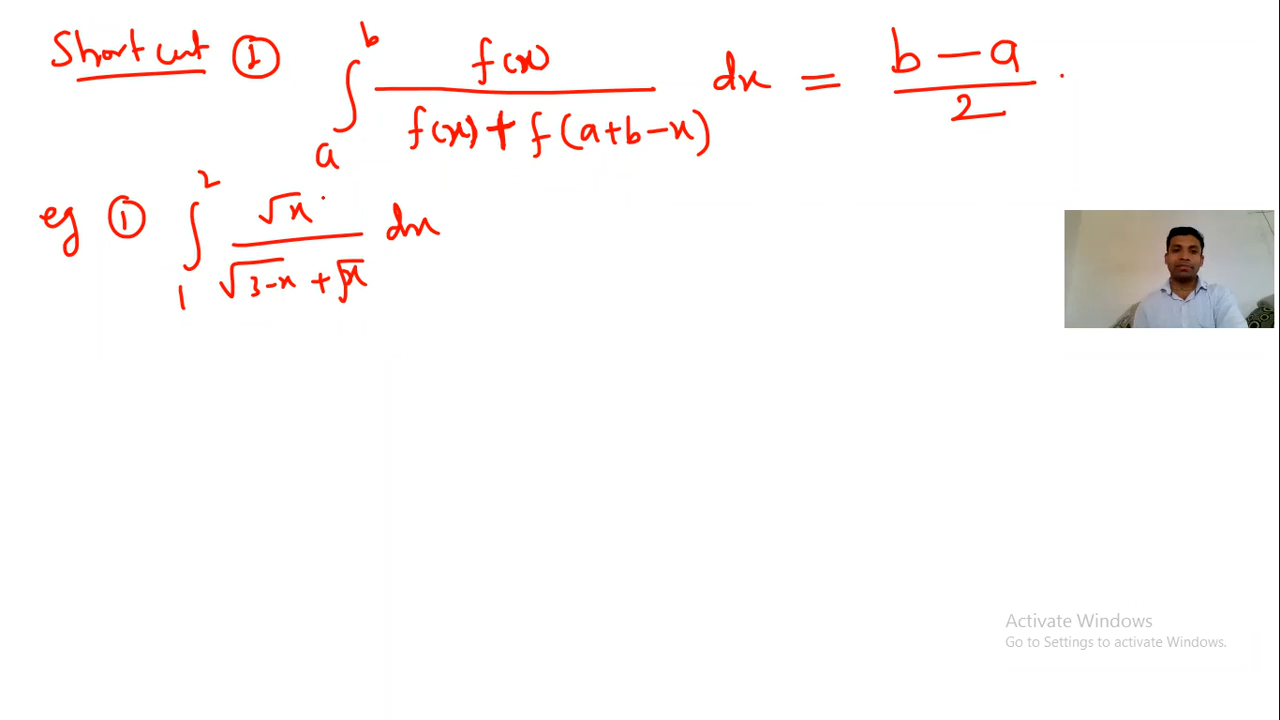 Shortcut ① ∫_a^b f(x) / (f(x) + f(a+b-x)) dx = (b-a)/2.
eg ① ∫_1^2 √x / (√(3-x) + √x) dx
Activate Windows
Go to Settings to activate Windows.